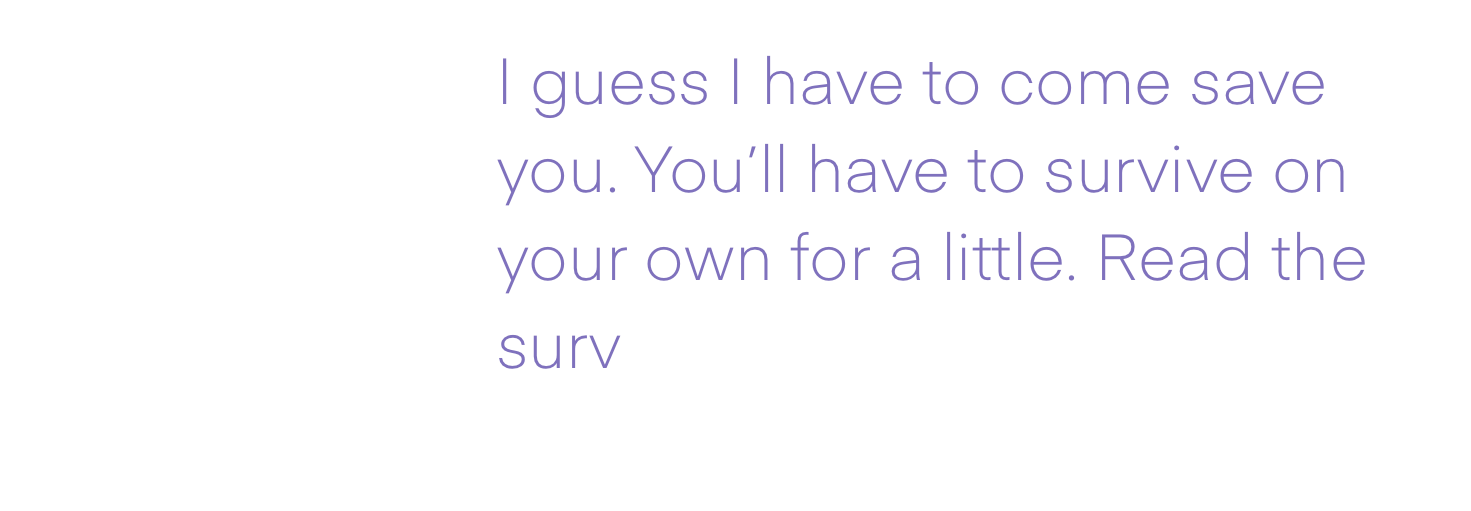 I guess I have to come save
you. You’ll have to survive on
your own for a little. Read the
surv